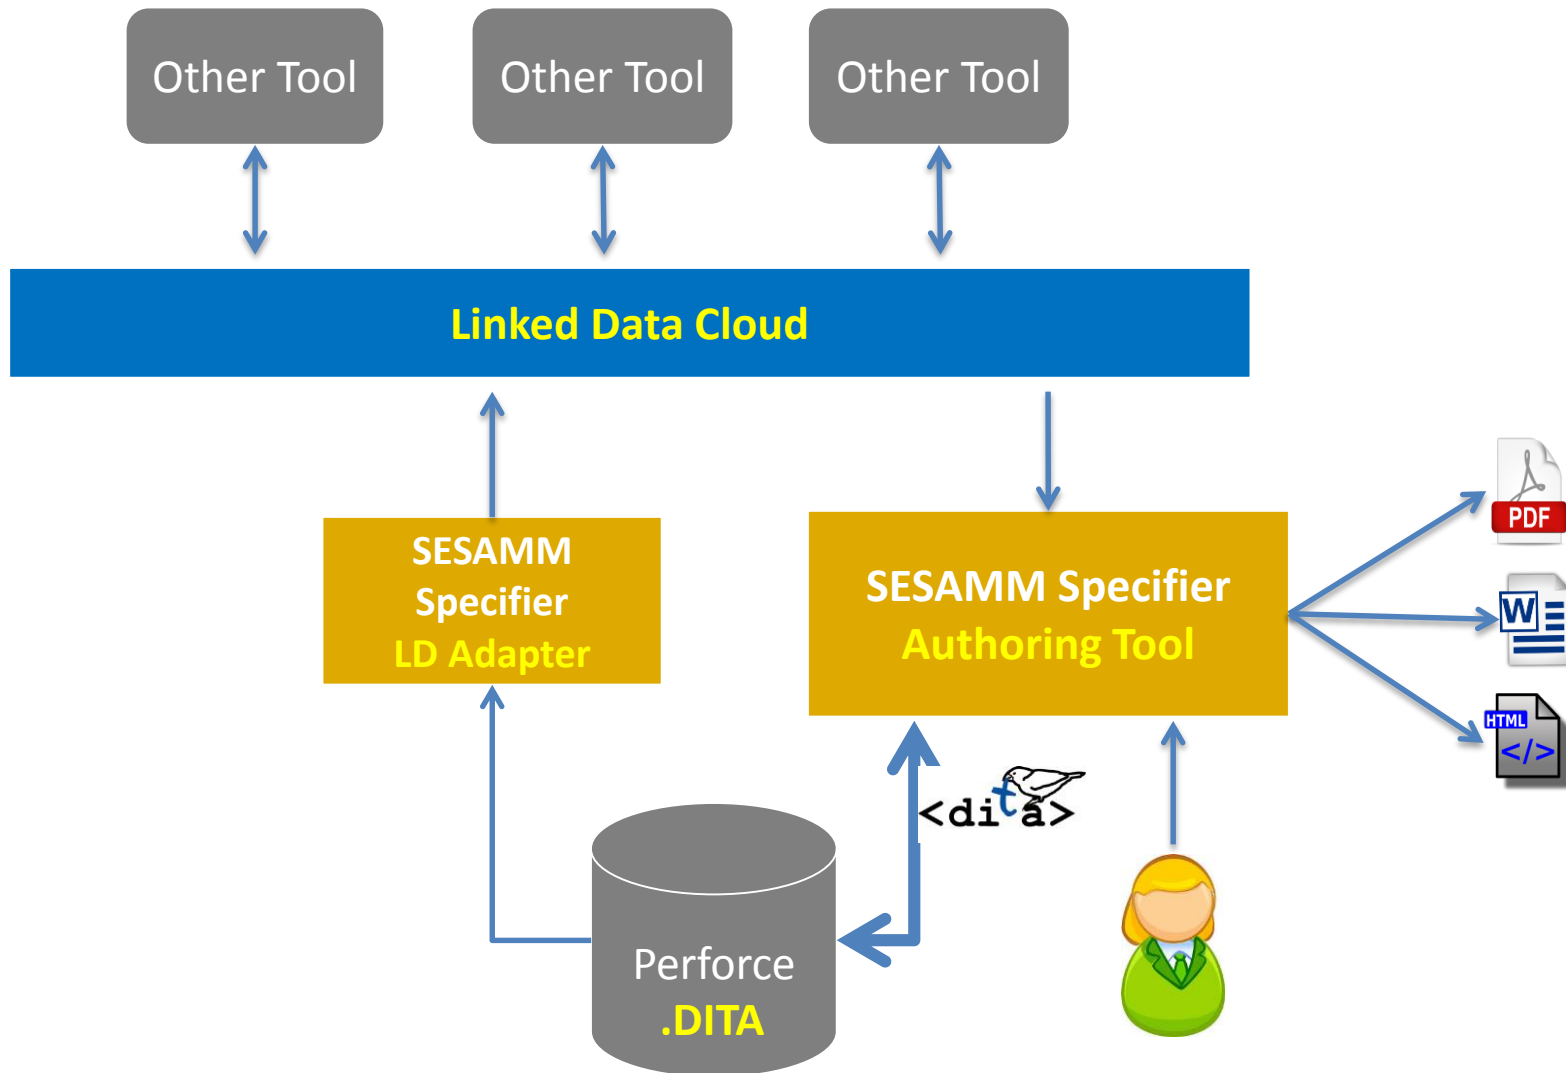 Other Tool
Other Tool
Other Tool
Linked Data Cloud
SESAMM
Specifier
LD Adapter
SESAMM Specifier
Authoring Tool
PDF
W
HTML
</>
<dita>
Perforce
.DITA